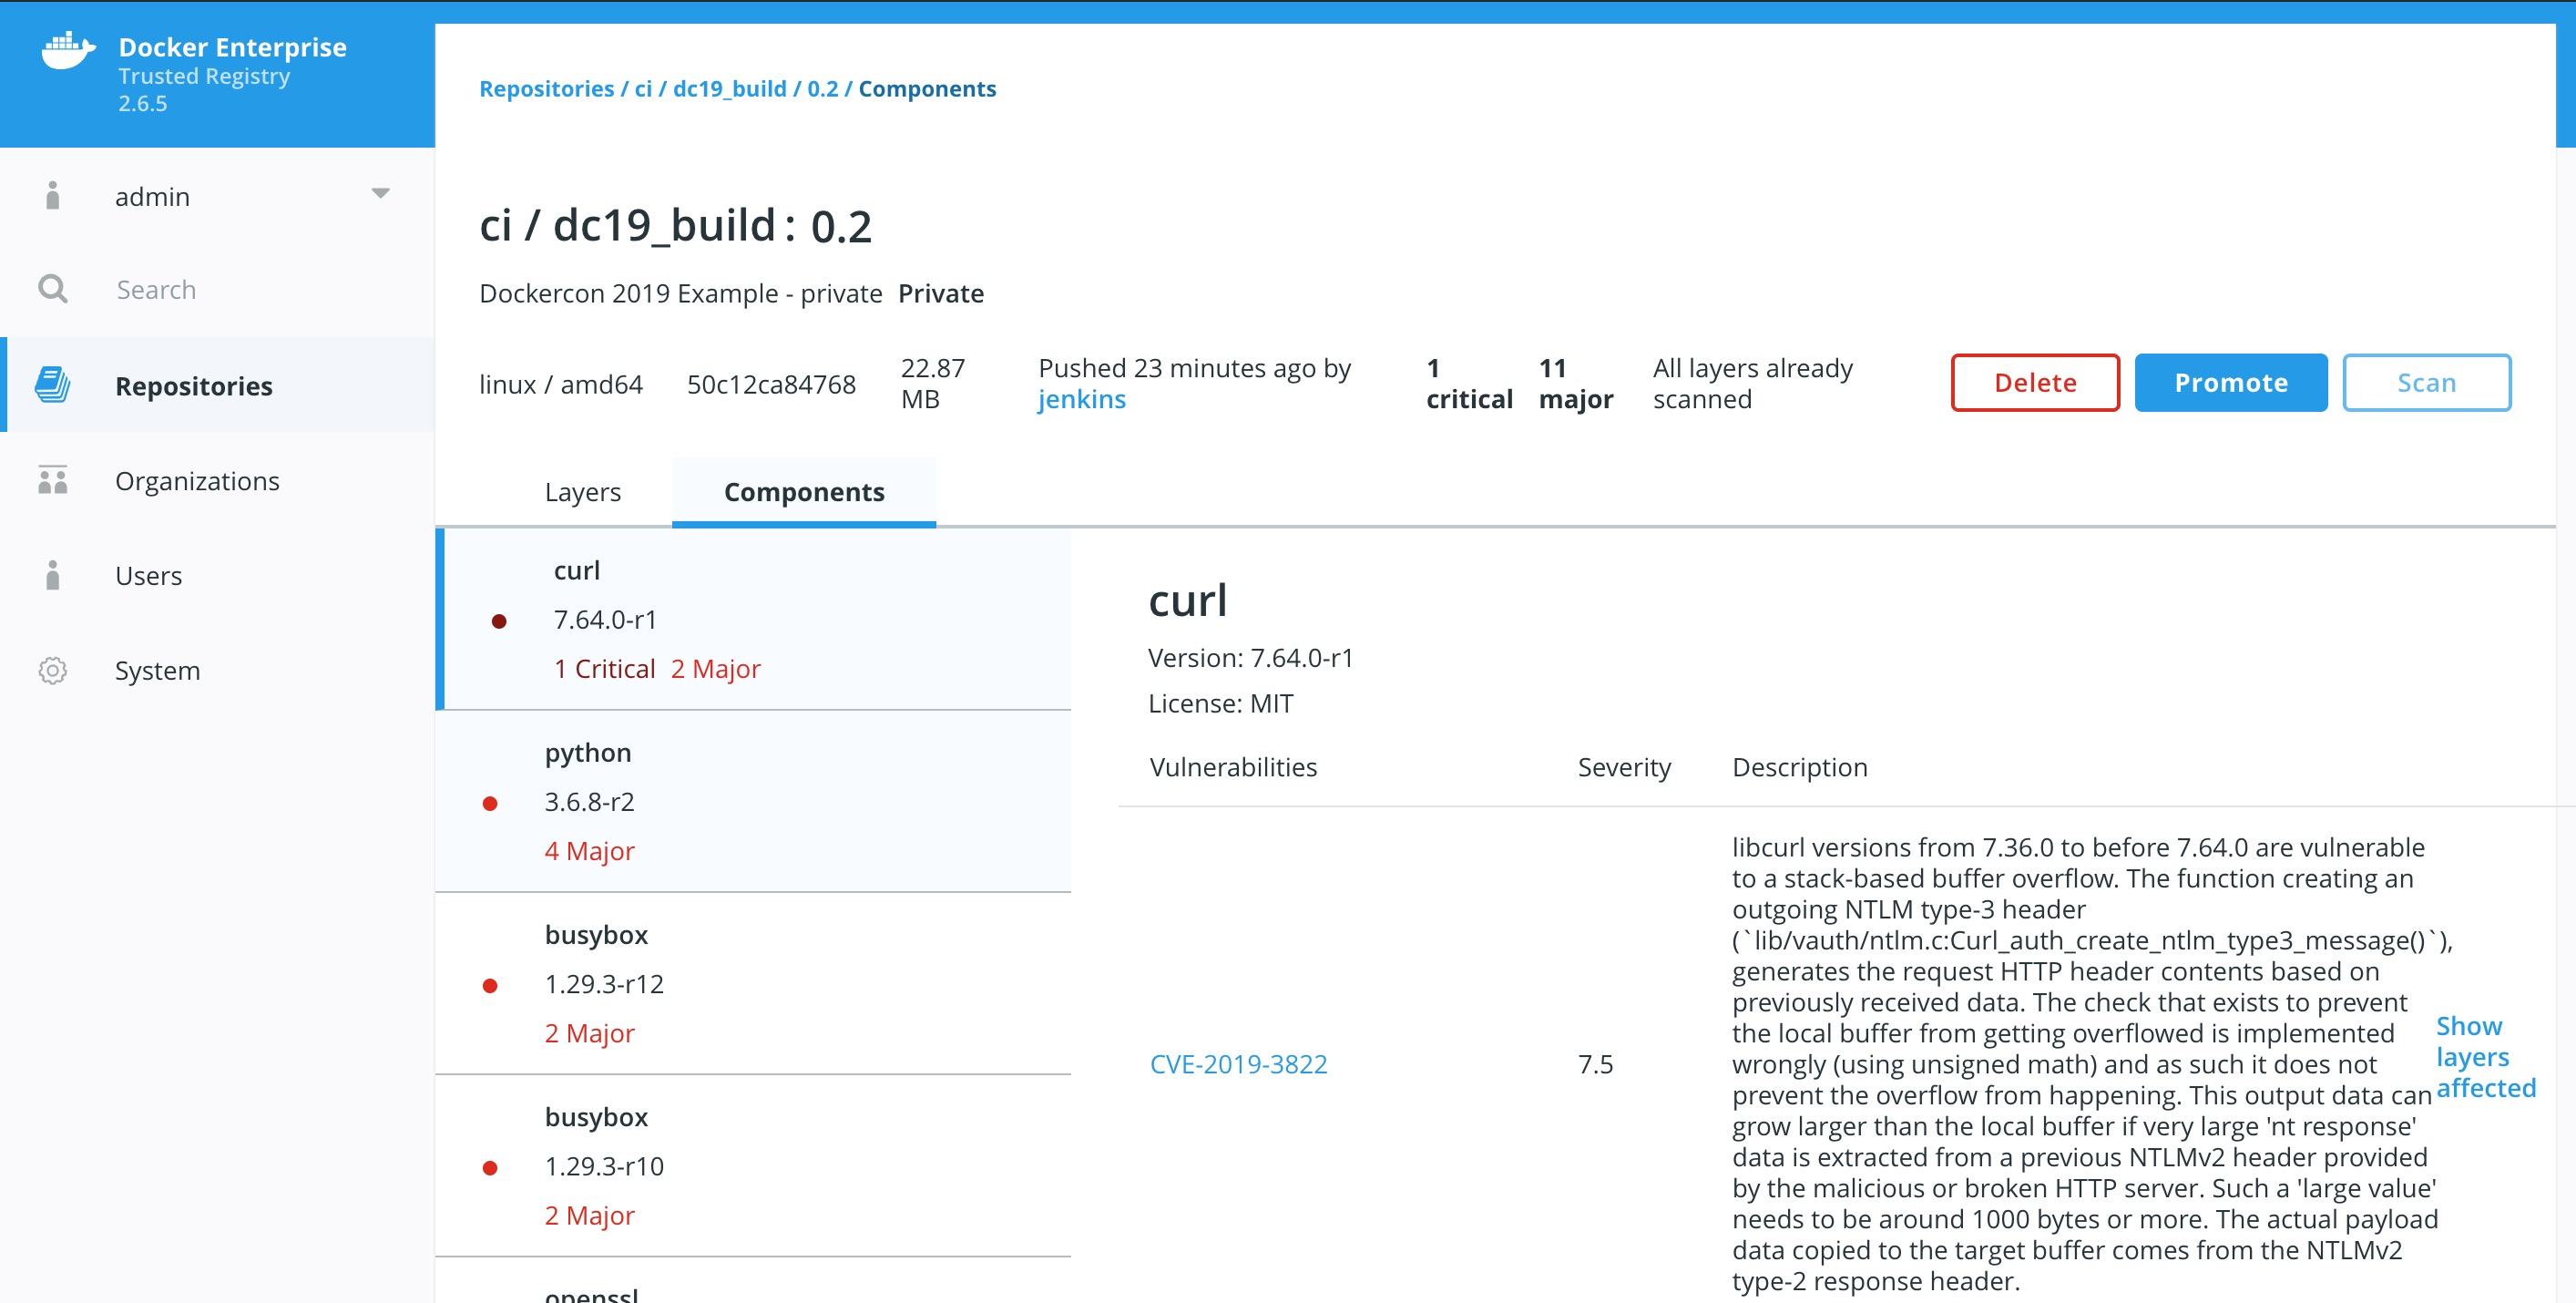 Docker Enterprise
Trusted Registry
2.6.5
admin
Search
Repositories
Organizations
Users
System
Repositories / ci / dc19_build / 0.2 / Components
ci / dc19_build : 0.2
Dockercon 2019 Example - private Private
linux / amd64
50c12ca84768
22.87
MB
Pushed 23 minutes ago by
jenkins
1
critical
11
major
All layers already
scanned
Delete
Promote
Scan
Layers
Components
curl
7.64.0-r1
1 Critical 2 Major
python
3.6.8-r2
4 Major
busybox
1.29.3-r12
2 Major
busybox
1.29.3-r10
2 Major
openssl
curl
Version: 7.64.0-r1
License: MIT
Vulnerabilities Severity Description
CVE-2019-3822
7.5
libcurl versions from 7.36.0 to before 7.64.0 are vulnerable
to a stack-based buffer overflow. The function creating an
outgoing NTLM type-3 header
(`lib/vauth/ntlm.c:Curl_auth_create_ntlm_type3_message()`),
generates the request HTTP header contents based on
previously received data. The check that exists to prevent
the local buffer from getting overflowed is implemented
wrongly (using unsigned math) and as such it does not
prevent the overflow from happening. This output data can
grow larger than the local buffer if very large 'nt response'
data is extracted from a previous NTLMv2 header provided
by the malicious or broken HTTP server. Such a 'large value'
needs to be around 1000 bytes or more. The actual payload
data copied to the target buffer comes from the NTLMv2
type-2 response header.
Show
layers
affected